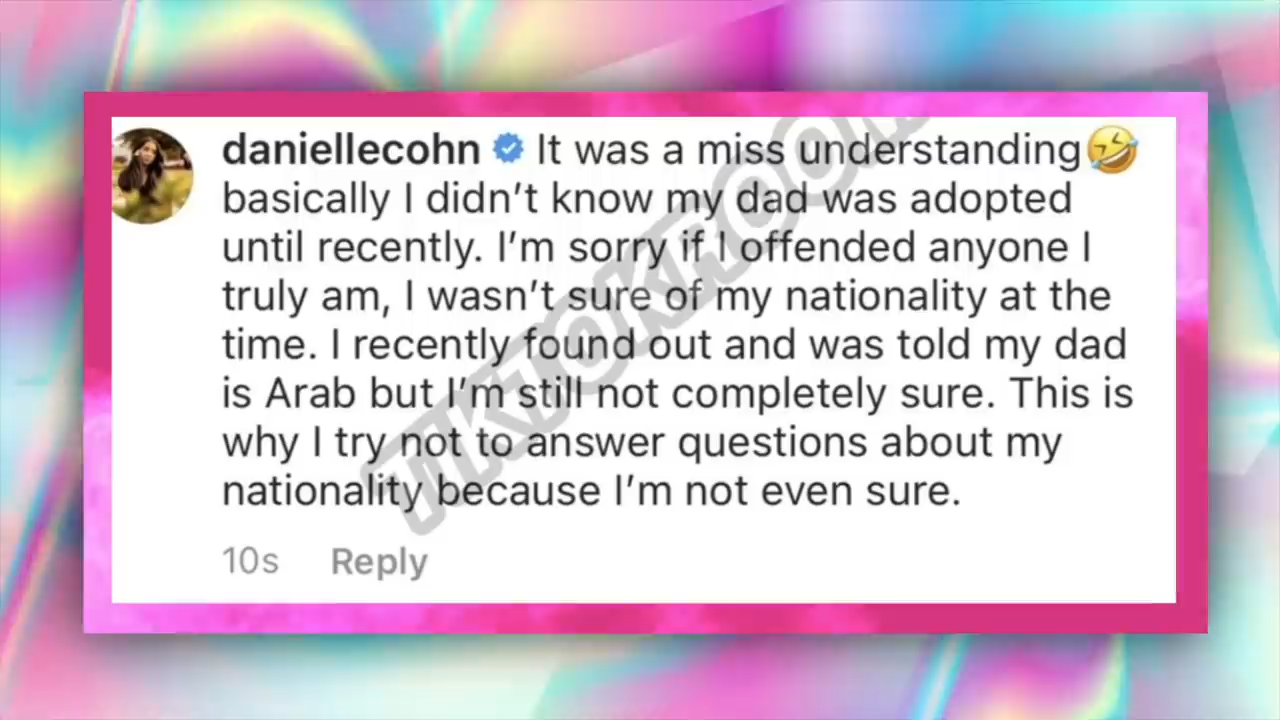 daniellecohn It was a miss understanding🤣
basically I didn’t know my dad was adopted
until recently. I’m sorry if I offended anyone I
truly am, I wasn’t sure of my nationality at the
time. I recently found out and was told my dad
is Arab but I’m still not completely sure. This is
why I try not to answer questions about my
nationality because I’m not even sure.
10s Reply
TIKTOKROOM